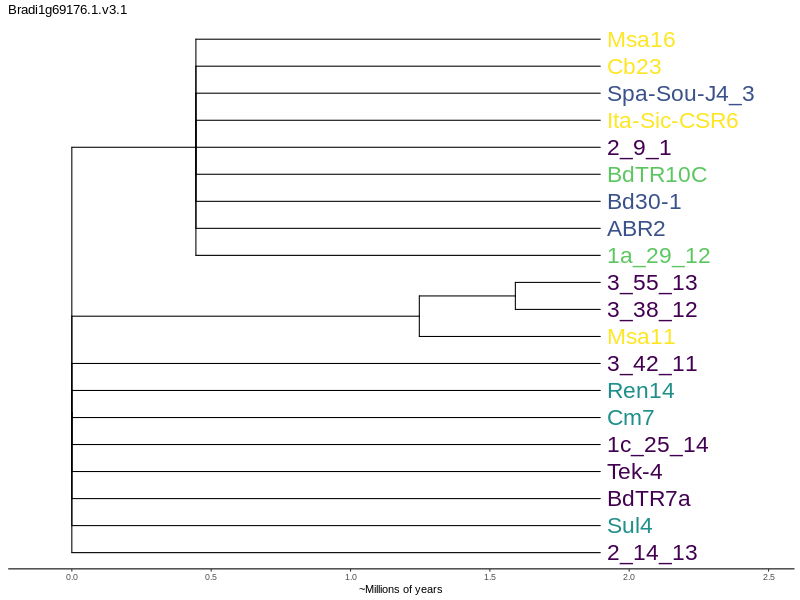 Bradi1g69176.1.v3.1
Msa16
Cb23
Spa-Sou-J4_3
Ita-Sic-CSR6
2_9_1
BdTR10C
Bd30-1
ABR2
1a_29_12
3_55_13
3_38_12
Msa11
3_42_11
Ren14
Cm7
1c_25_14
Tek-4
BdTR7a
Sul4
2_14_13
0.0 0.5 1.0 1.5 2.0 2.5
~Millions of years